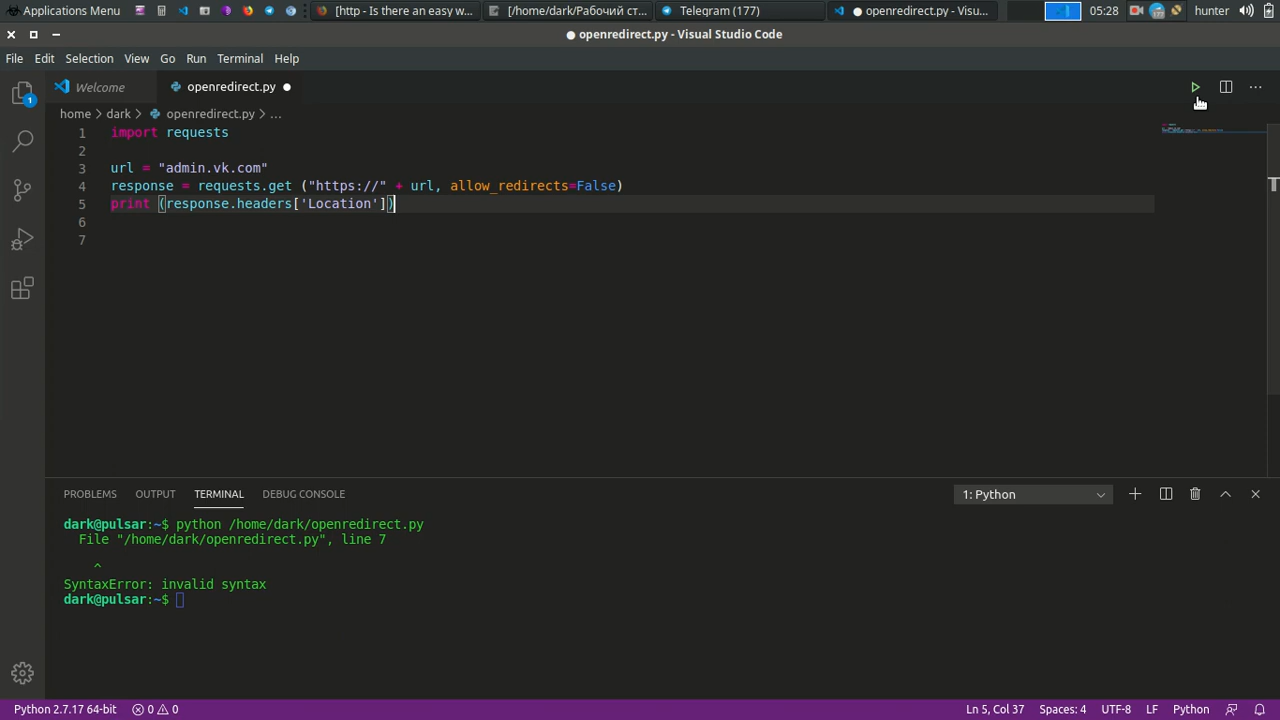 Applications Menu [http - Is there an easy w... [/home/dark/Рабочий ст... Telegram (177) ● openredirect.py - Visu... 05:28 hunter
● openredirect.py - Visual Studio Code
File Edit Selection View Go Run Terminal Help
1 Welcome openredirect.py ●
home > dark > openredirect.py > ...
1 import requests
2
3 url = "admin.vk.com"
4 response = requests.get ("https://" + url, allow_redirects=False)
5 print (response.headers['Location'])
6
7
PROBLEMS OUTPUT TERMINAL DEBUG CONSOLE 1: Python
dark@pulsar:~$ python /home/dark/openredirect.py
File "/home/dark/openredirect.py", line 7
^
SyntaxError: invalid syntax
dark@pulsar:~$
Python 2.7.17 64-bit 0 0 Ln 5, Col 37 Spaces: 4 UTF-8 LF Python